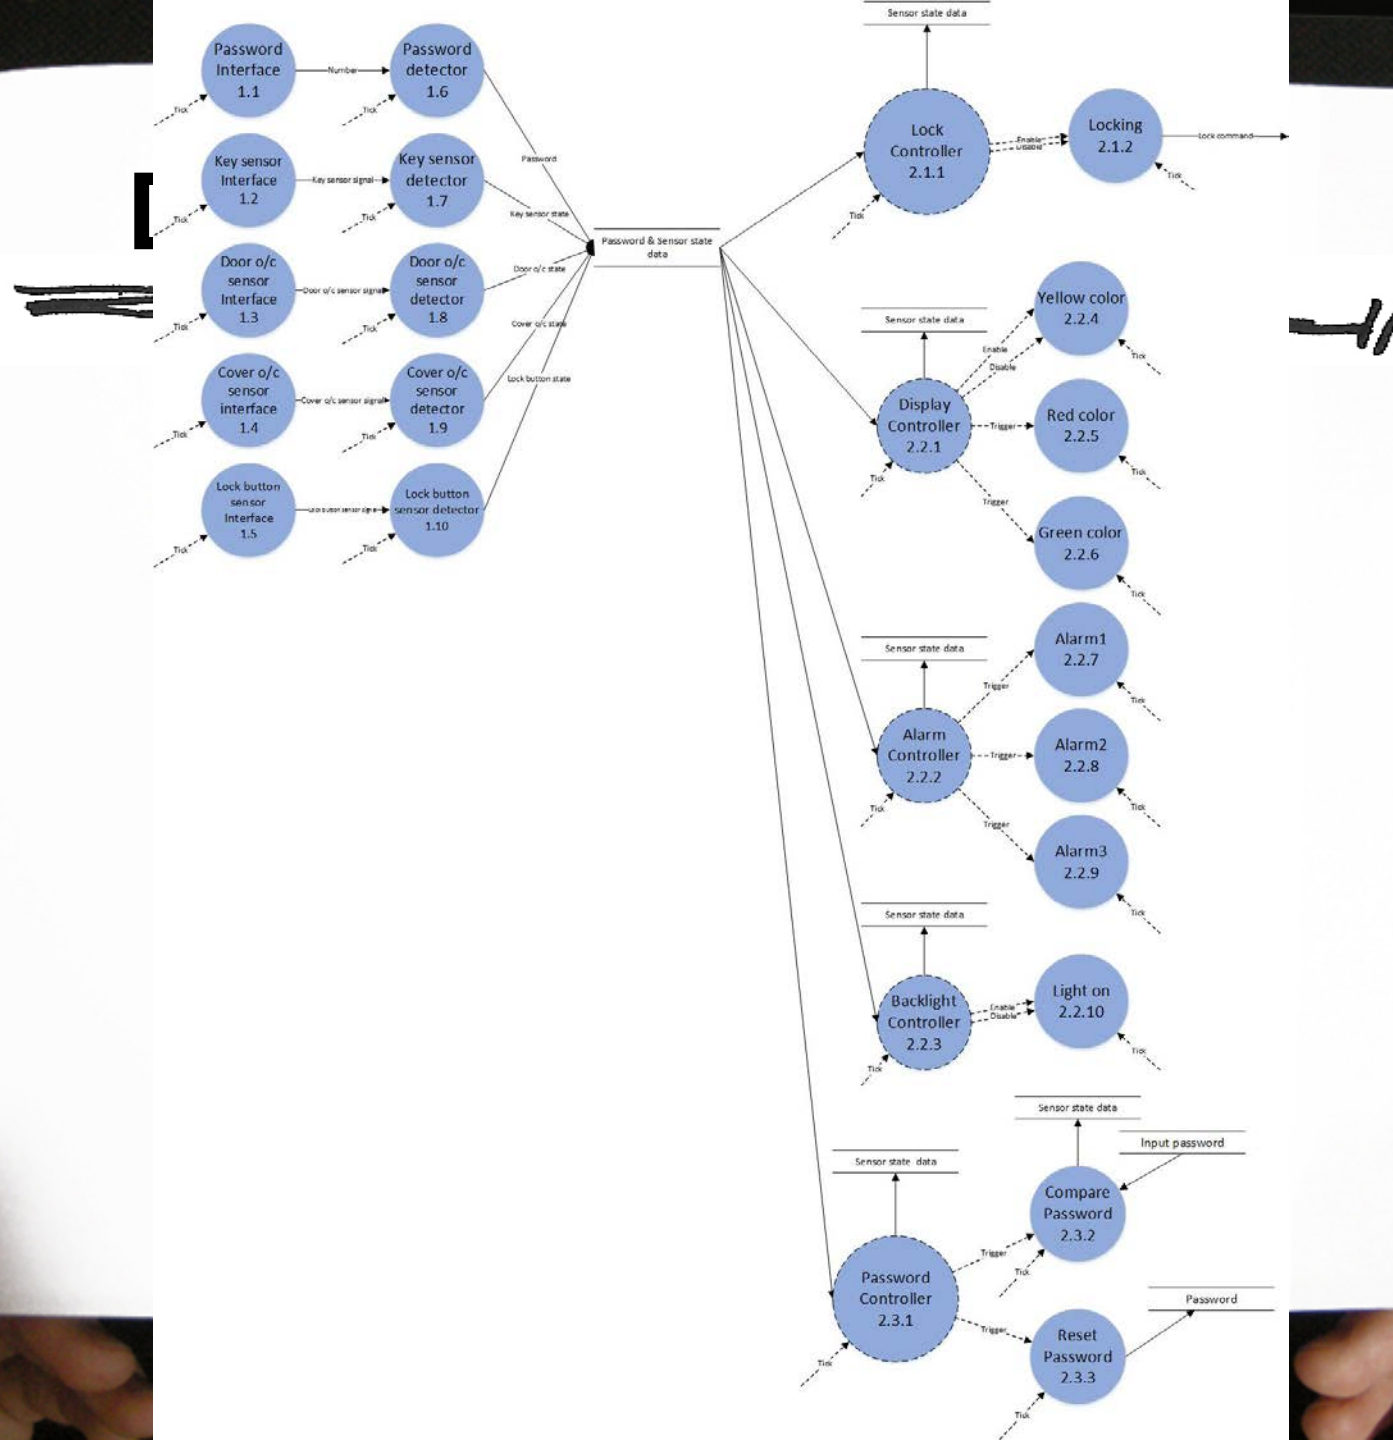 Sensor state data
Password
Interface
1.1
Number
Password
detector
1.6
Tick
Tick
Password
Lock
Controller
2.1.1
Enable
Disable
Locking
2.1.2
Lock command
Tick
Tick
Key sensor
Interface
1.2
Key sensor signal
Key sensor
detector
1.7
Tick
Tick
Key sensor state
Password & Sensor state
data
Door o/c
sensor
Interface
1.3
Door o/c sensor signal
Door o/c
sensor
detector
1.8
Tick
Tick
Door o/c state
Cover o/c
sensor
interface
1.4
Cover o/c sensor signal
Cover o/c
sensor
detector
1.9
Tick
Tick
Cover o/c state
Lock button
sensor
Interface
1.5
Lock button sensor signal
Lock button
sensor detector
1.10
Tick
Tick
Lock button state
Sensor state data
Display
Controller
2.2.1
Tick
Enable
Disable
Yellow color
2.2.4
Tick
Trigger
Red color
2.2.5
Tick
Trigger
Green color
2.2.6
Tick
Sensor state data
Alarm
Controller
2.2.2
Tick
Trigger
Alarm1
2.2.7
Tick
Trigger
Alarm2
2.2.8
Tick
Trigger
Alarm3
2.2.9
Tick
Sensor state data
Backlight
Controller
2.2.3
Tick
Enable
Disable
Light on
2.2.10
Tick
Sensor state data
Password
Controller
2.3.1
Tick
Sensor state data
Input password
Trigger
Compare
Password
2.3.2
Tick
Trigger
Reset
Password
2.3.3
Tick
Password